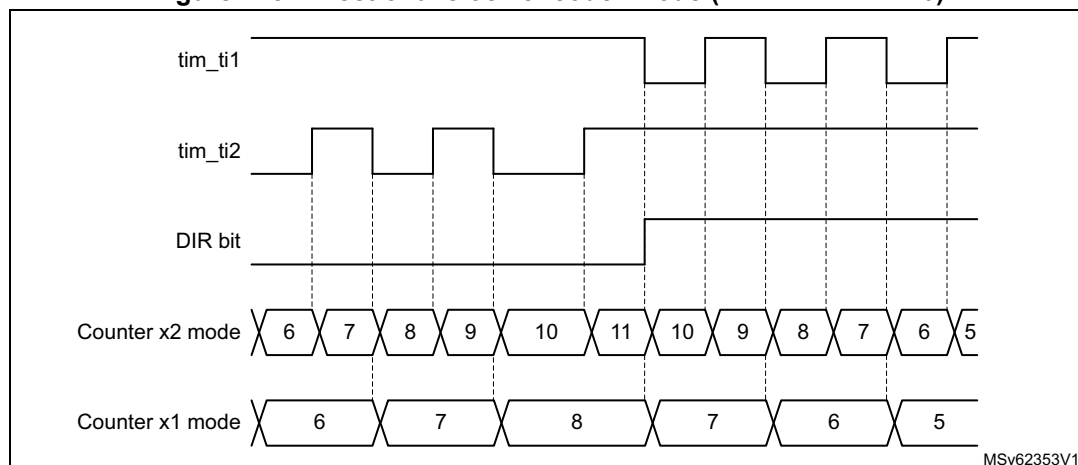 tim_ti1
tim_ti2
DIR bit
Counter x2 mode 6 7 8 9 10 11 10 9 8 7 6 5
Counter x1 mode 6 7 8 7 6 5
MSv62353V1